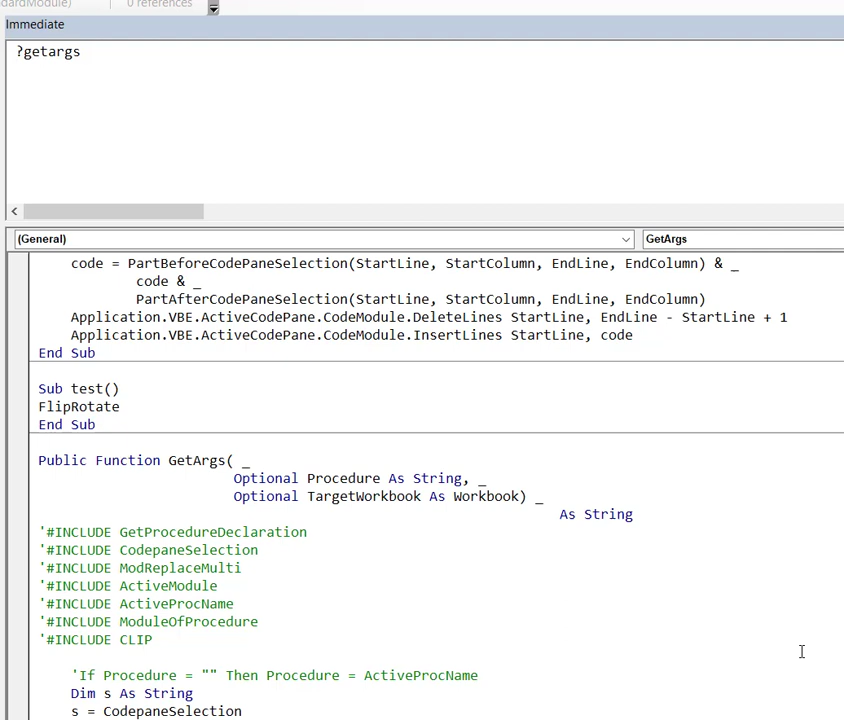 dardModule)
0 references
Immediate
?getargs
(General)
GetArgs
code = PartBeforeCodePaneSelection(StartLine, StartColumn, EndLine, EndColumn) & _
code & _
PartAfterCodePaneSelection(StartLine, StartColumn, EndLine, EndColumn)
Application.VBE.ActiveCodePane.CodeModule.DeleteLines StartLine, EndLine - StartLine + 1
Application.VBE.ActiveCodePane.CodeModule.InsertLines StartLine, code
End Sub
Sub test()
FlipRotate
End Sub
Public Function GetArgs( _
Optional Procedure As String, _
Optional TargetWorkbook As Workbook) _
As String
'#INCLUDE GetProcedureDeclaration
'#INCLUDE CodepaneSelection
'#INCLUDE ModReplaceMulti
'#INCLUDE ActiveModule
'#INCLUDE ActiveProcName
'#INCLUDE ModuleOfProcedure
'#INCLUDE CLIP
'If Procedure = "" Then Procedure = ActiveProcName
Dim s As String
s = CodepaneSelection